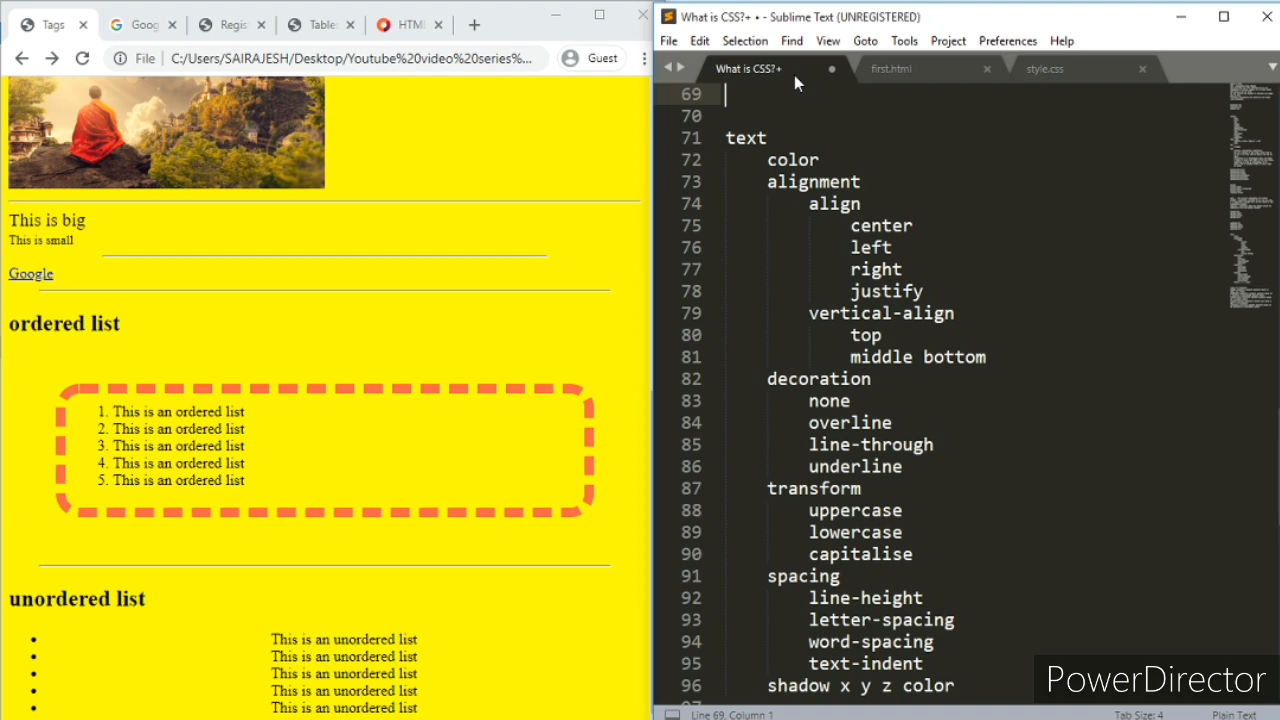 Tags
Goog
Regis
Table:
HTMl
File
C:/Users/SAIRAJESH/Desktop/Youtube%20video%20series%...
Guest
This is big
This is small
Google
ordered list
1. This is an ordered list
2. This is an ordered list
3. This is an ordered list
4. This is an ordered list
5. This is an ordered list
unordered list
This is an unordered list
This is an unordered list
This is an unordered list
This is an unordered list
This is an unordered list
What is CSS?+ • - Sublime Text (UNREGISTERED)
File Edit Selection Find View Goto Tools Project Preferences Help
What is CSS?+
first.html
style.css
69
70
71 text
72 color
73 alignment
74 align
75 center
76 left
77 right
78 justify
79 vertical-align
80 top
81 middle bottom
82 decoration
83 none
84 overline
85 line-through
86 underline
87 transform
88 uppercase
89 lowercase
90 capitalise
91 spacing
92 line-height
93 letter-spacing
94 word-spacing
95 text-indent
96 shadow x y z color
PowerDirector
Line 69, Column 1
Tab Size: 4
Plain Text